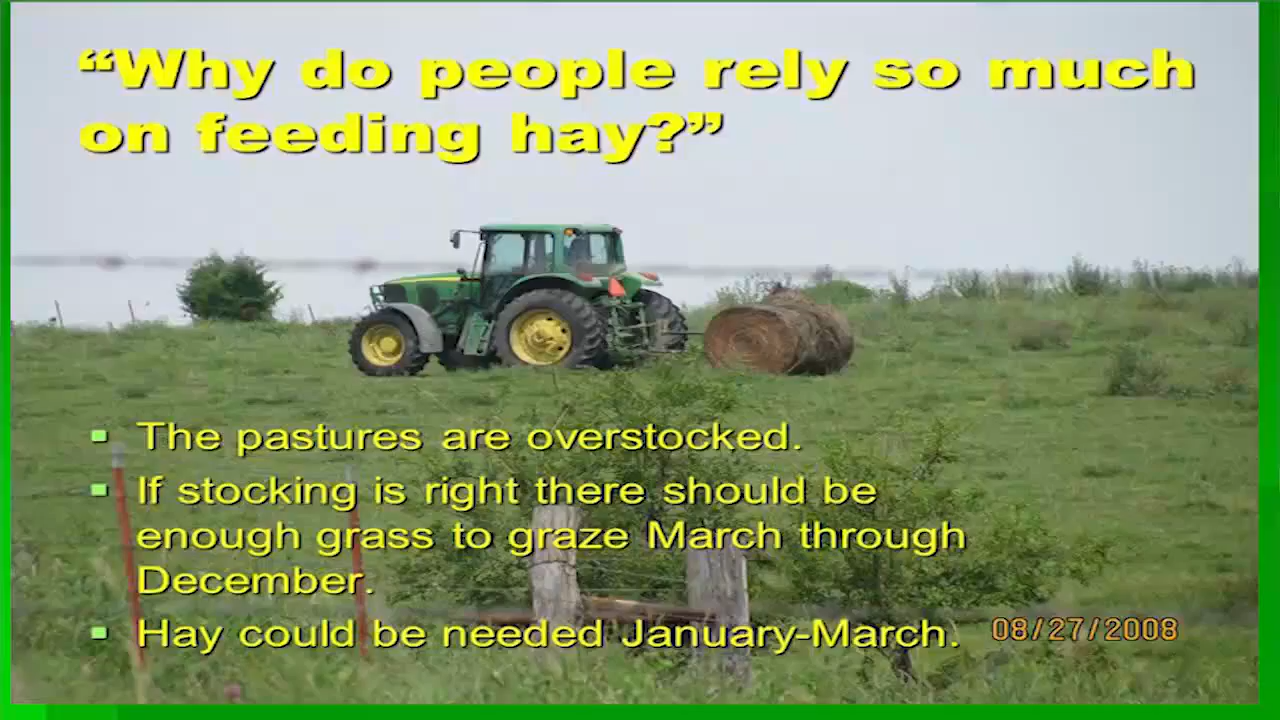 “Why do people rely so much
on feeding hay?”
The pastures are overstocked.
If stocking is right there should be
enough grass to graze March through
December.
Hay could be needed January-March.
08/27/2008